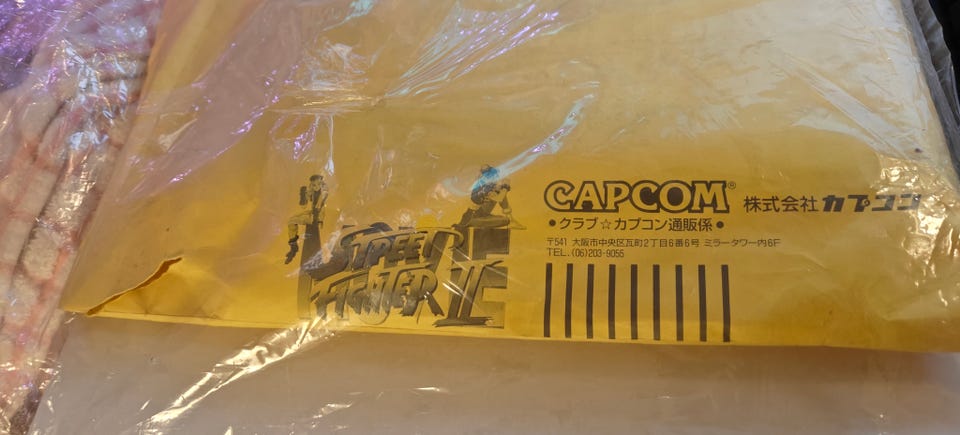 STREET
FIGHTER II
CAPCOM® 株式会社カプコン
●クラブ☆カプコン通販係●
〒541 大阪市中央区瓦町2丁目6番6号 ミラータワー内6F
TEL.(06)203-9055